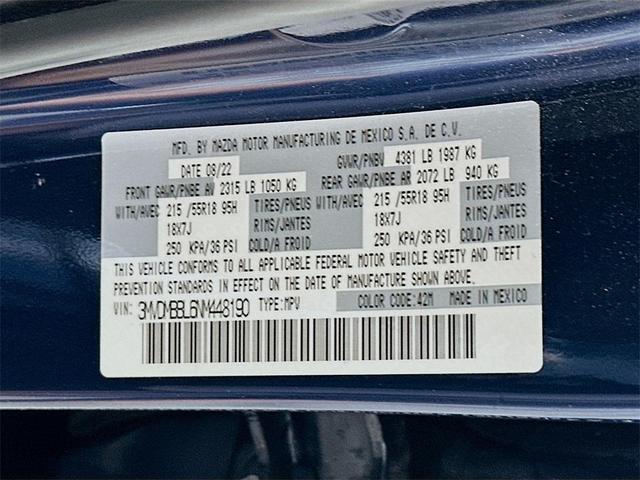 MFD. BY MAZDA MOTOR MANUFACTURING DE MEXICO S.A. DE C.V.
DATE 08/22 GVWR/PNBV 4381 LB 1987 KG
FRONT GAWR/PNBE AV 2315 LB 1050 KG REAR GAWR/PNBE AR 2072 LB 940 KG
WITH/AVEC 215 /55R18 95H TIRES/PNEUS WITH/AVEC 215 /55R18 95H TIRES/PNEUS
18X7J RIMS/JANTES 18X7J RIMS/JANTES
250 KPA/36 PSI COLD/A FROID 250 KPA/36 PSI COLD/A FROID
THIS VEHICLE CONFORMS TO ALL APPLICABLE FEDERAL MOTOR VEHICLE SAFETY AND THEFT
PREVENTION STANDARDS IN EFFECT ON THE DATE OF MANUFACTURE SHOWN ABOVE.
VIN: 3MVDMBBL6NM448190 TYPE:MPV COLOR CODE:42M MADE IN MEXICO